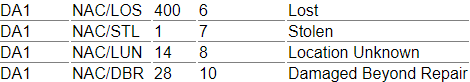 DA1 NAC/LOS 400 6 Lost
DA1 NAC/STL 1 7 Stolen
DA1 NAC/LUN 14 8 Location Unknown
DA1 NAC/DBR 28 10 Damaged Beyond Repair